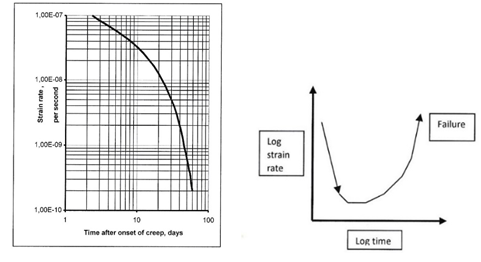 1,00E-07
1,00E-08
1,00E-09
1,00E-10
Strain rate,
per second
1
10
100
Time after onset of creep, days
Log
strain
rate
Failure
Log time